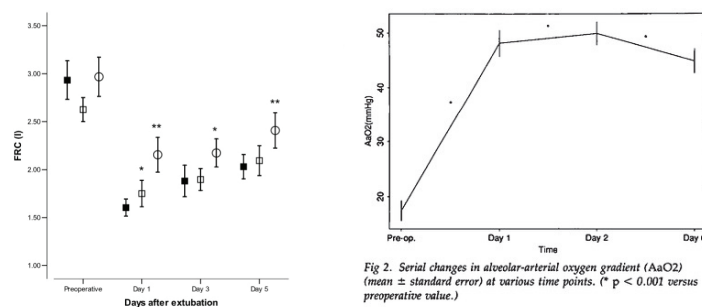 FRC (l)
3.50
3.00
2.50
2.00
1.50
1.00
**
*
*
**
Preoperative Day 1 Day 3 Day 5
Days after extubation
AaO2(mmHg)
50
40
30
20
*
*
*
Pre-op. Day 1 Day 2 Day
Time
Fig 2. Serial changes in alveolar-arterial oxygen gradient (AaO2)
(mean ± standard error) at various time points. (* p < 0.001 versus
preoperative value.)